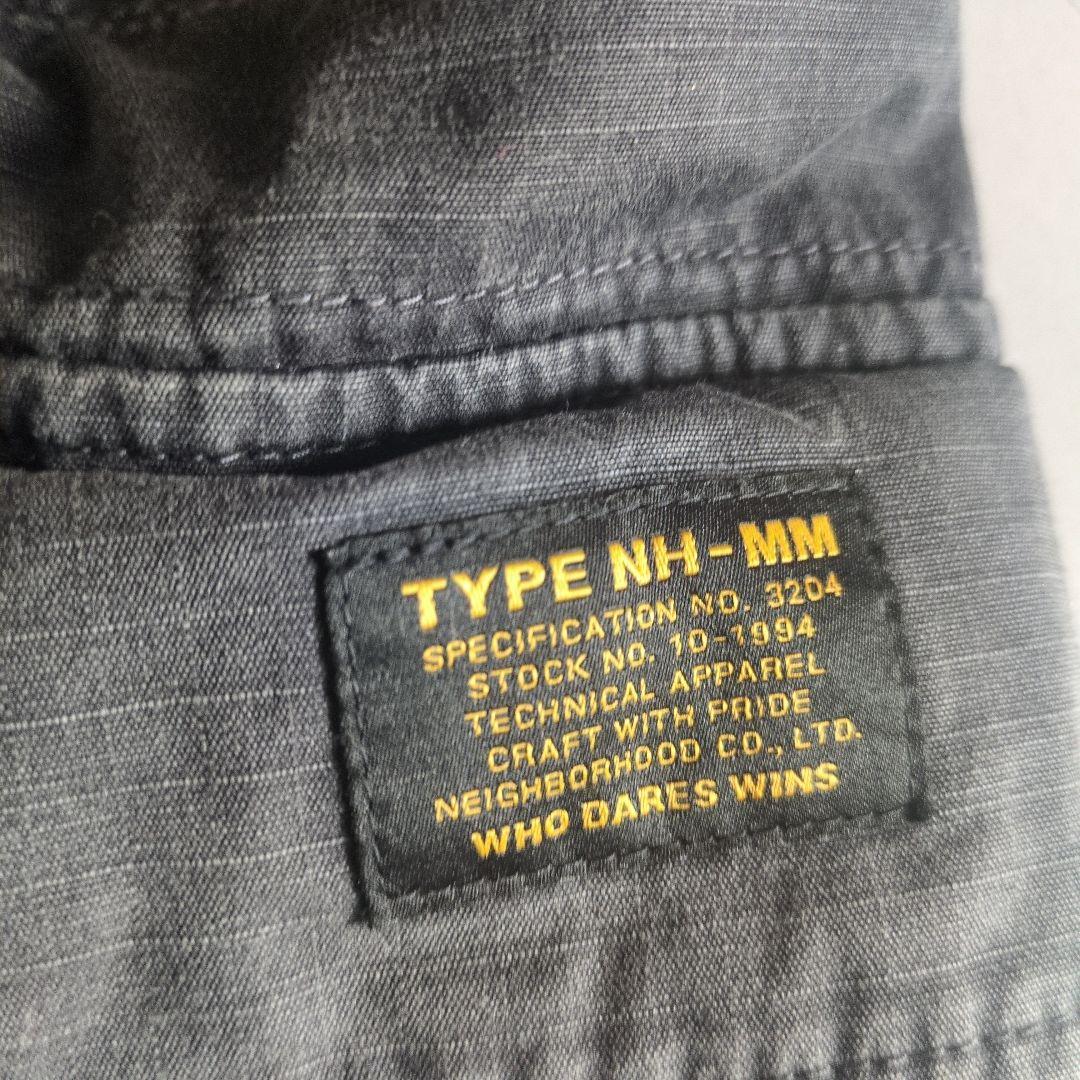 TYPE NH-MM
SPECIFICATION NO. 3204
STOCK NO. 10-1994
TECHNICAL APPAREL
CRAFT WITH PRIDE
NEIGHBORHOOD CO., LTD.
WHO DARES WINS